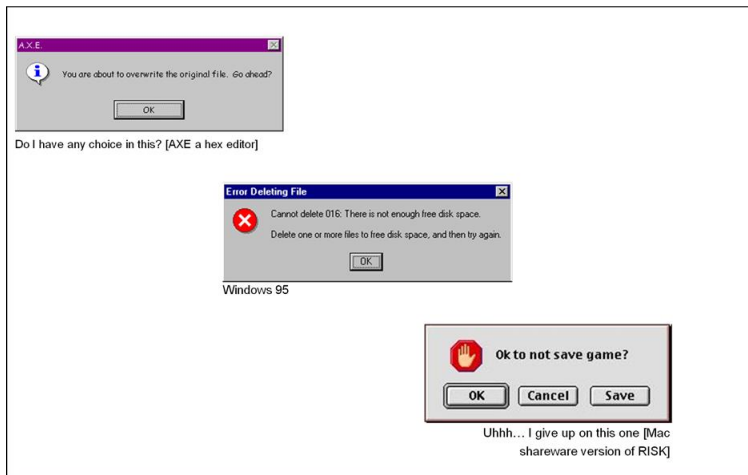 A.X.E.
You are about to overwrite the original file. Go ahead?
OK
Do I have any choice in this? [AXE a hex editor]
Error Deleting File
Cannot delete 016: There is not enough free disk space.
Delete one or more files to free disk space, and then try again.
OK
Windows 95
Ok to not save game?
OK Cancel Save
Uhhh… I give up on this one [Mac
shareware version of RISK]